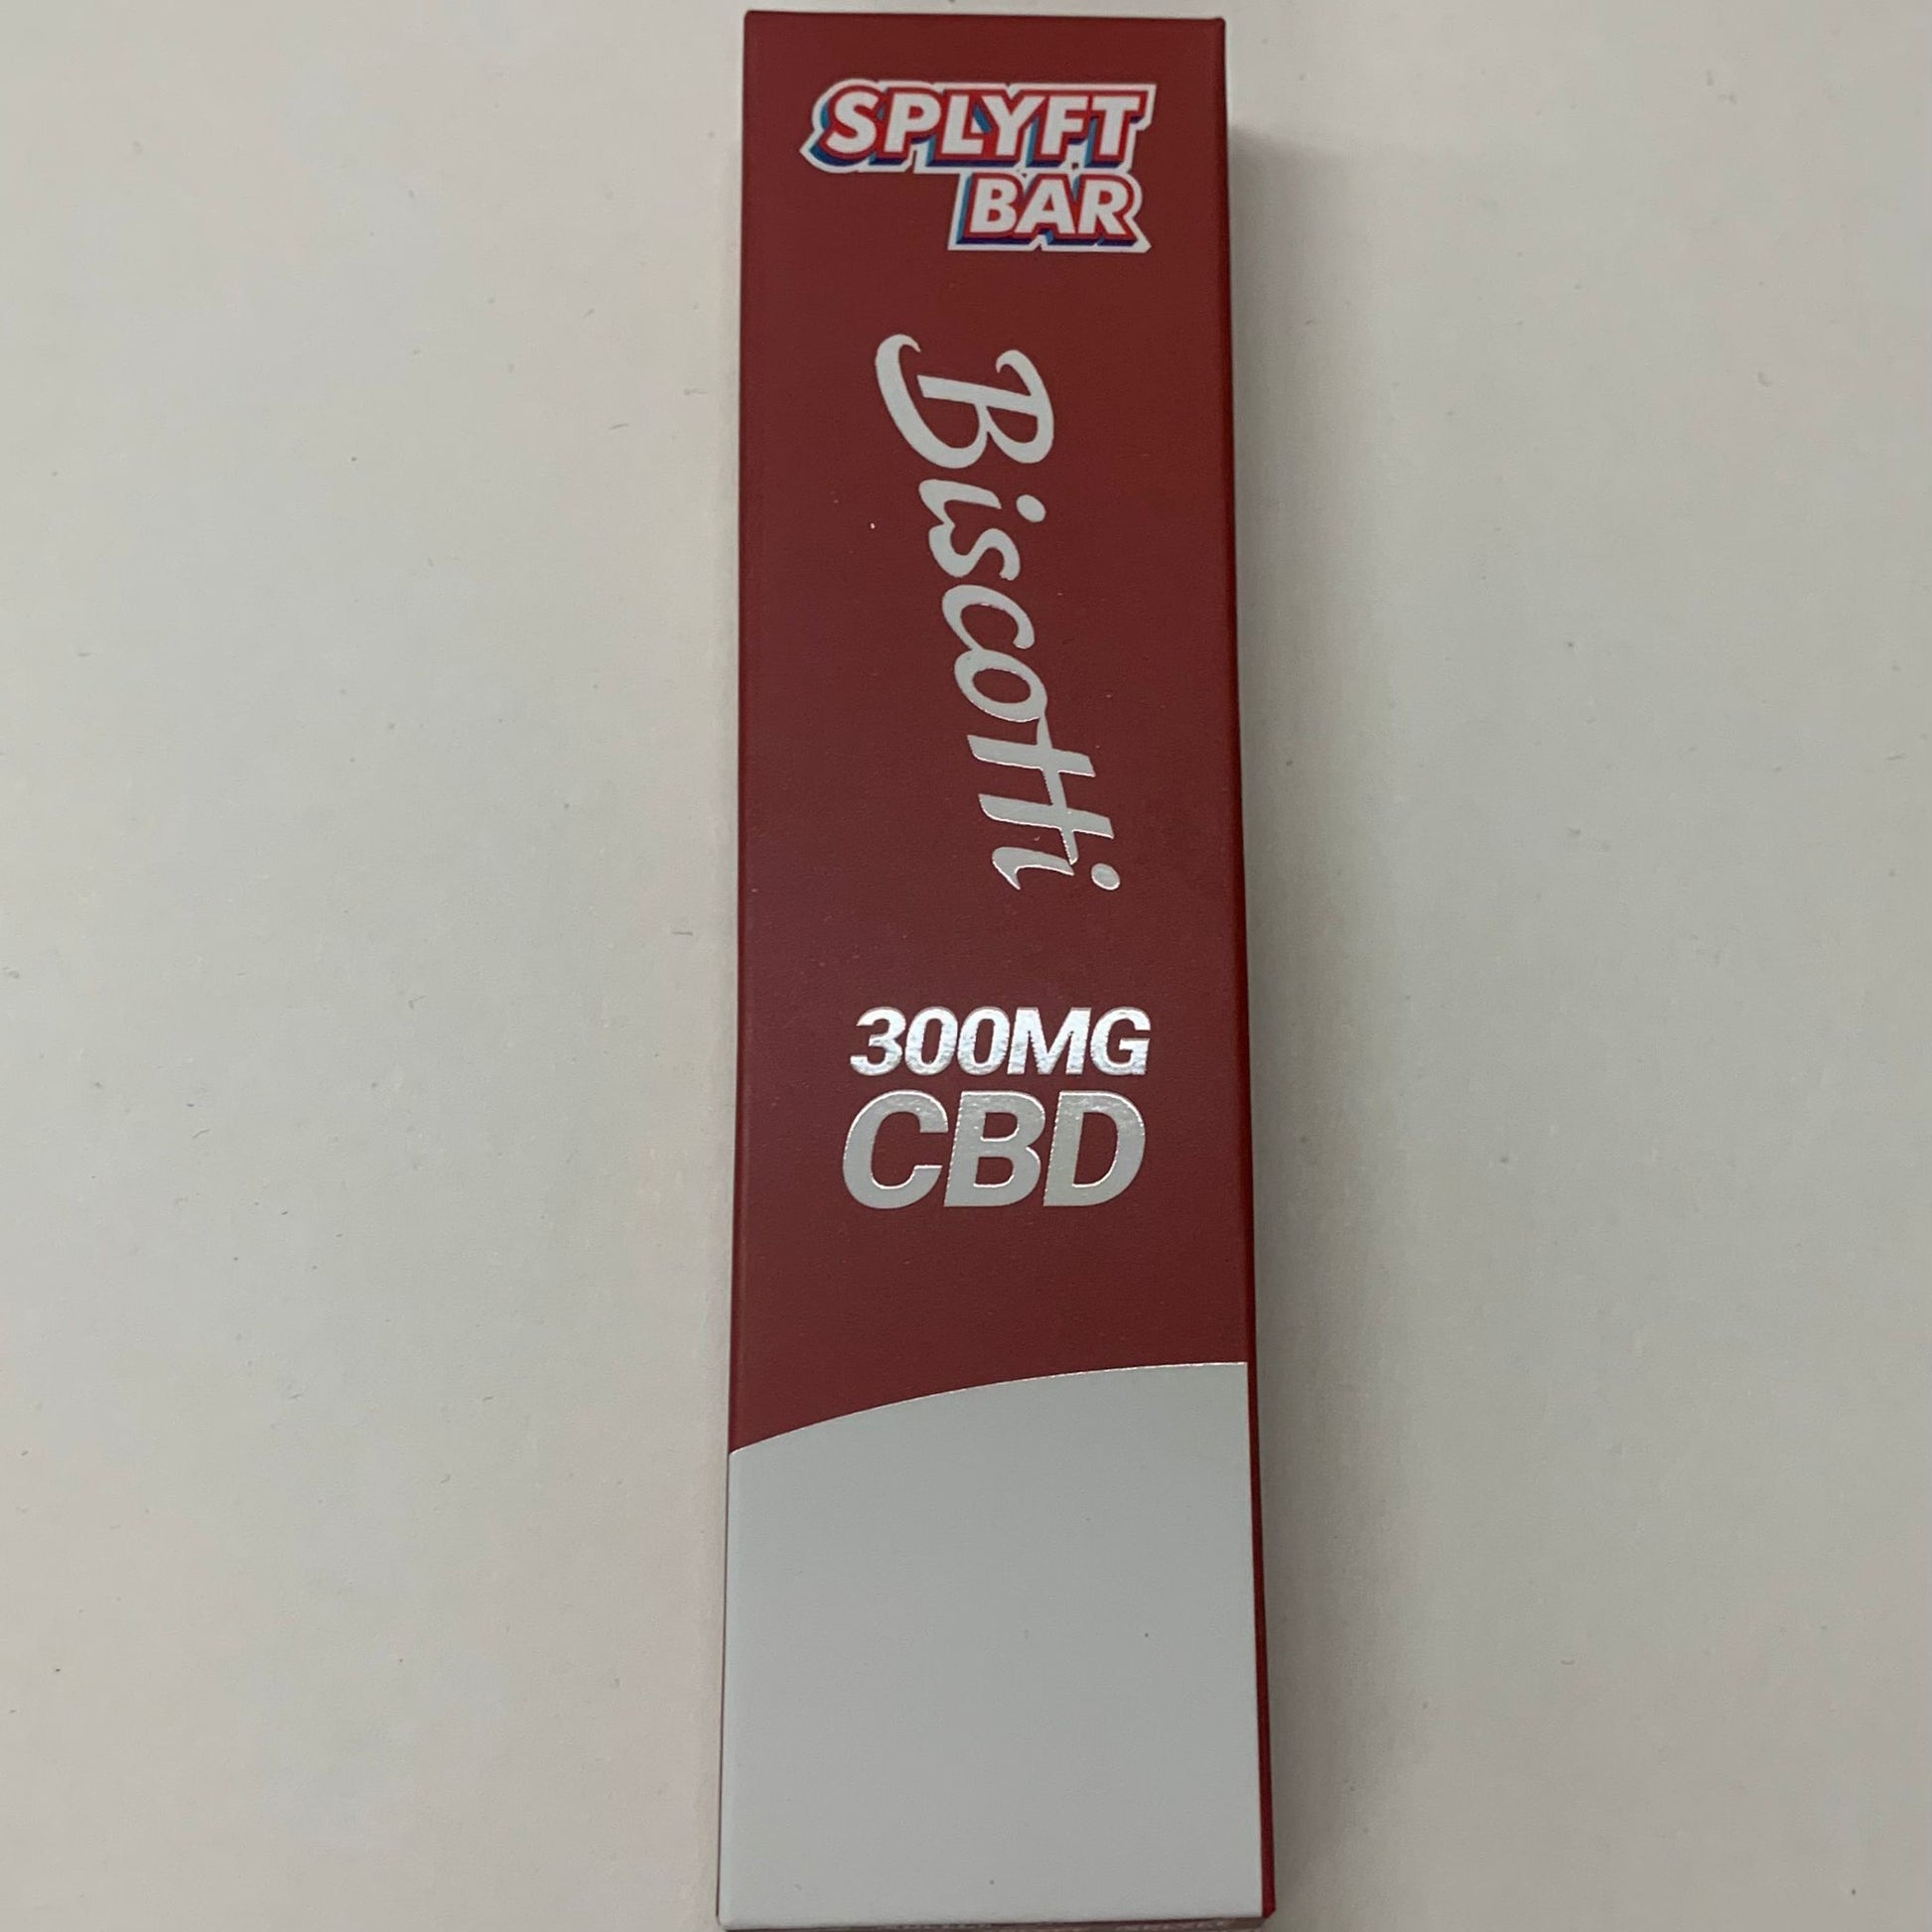 SPLYFT
BAR
Biscotti
300MG
CBD